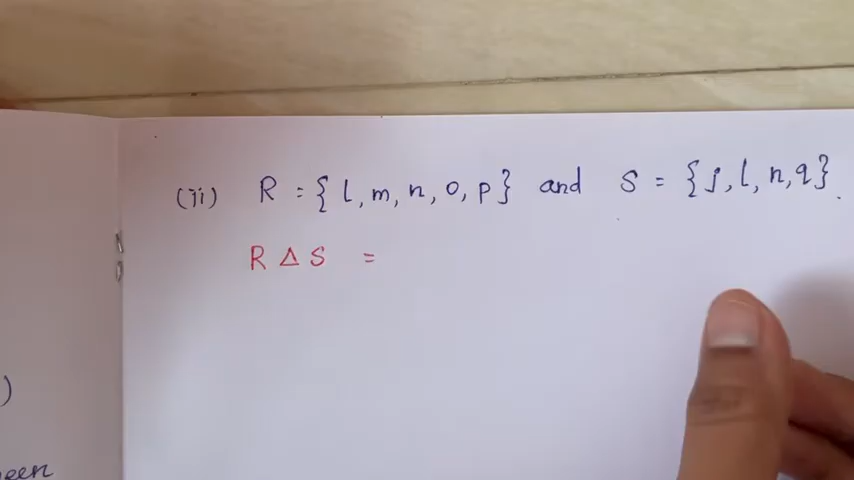 (ii) R = {l, m, n, o, p} and S = {j, l, n, q}.
R Δ S =
)
een